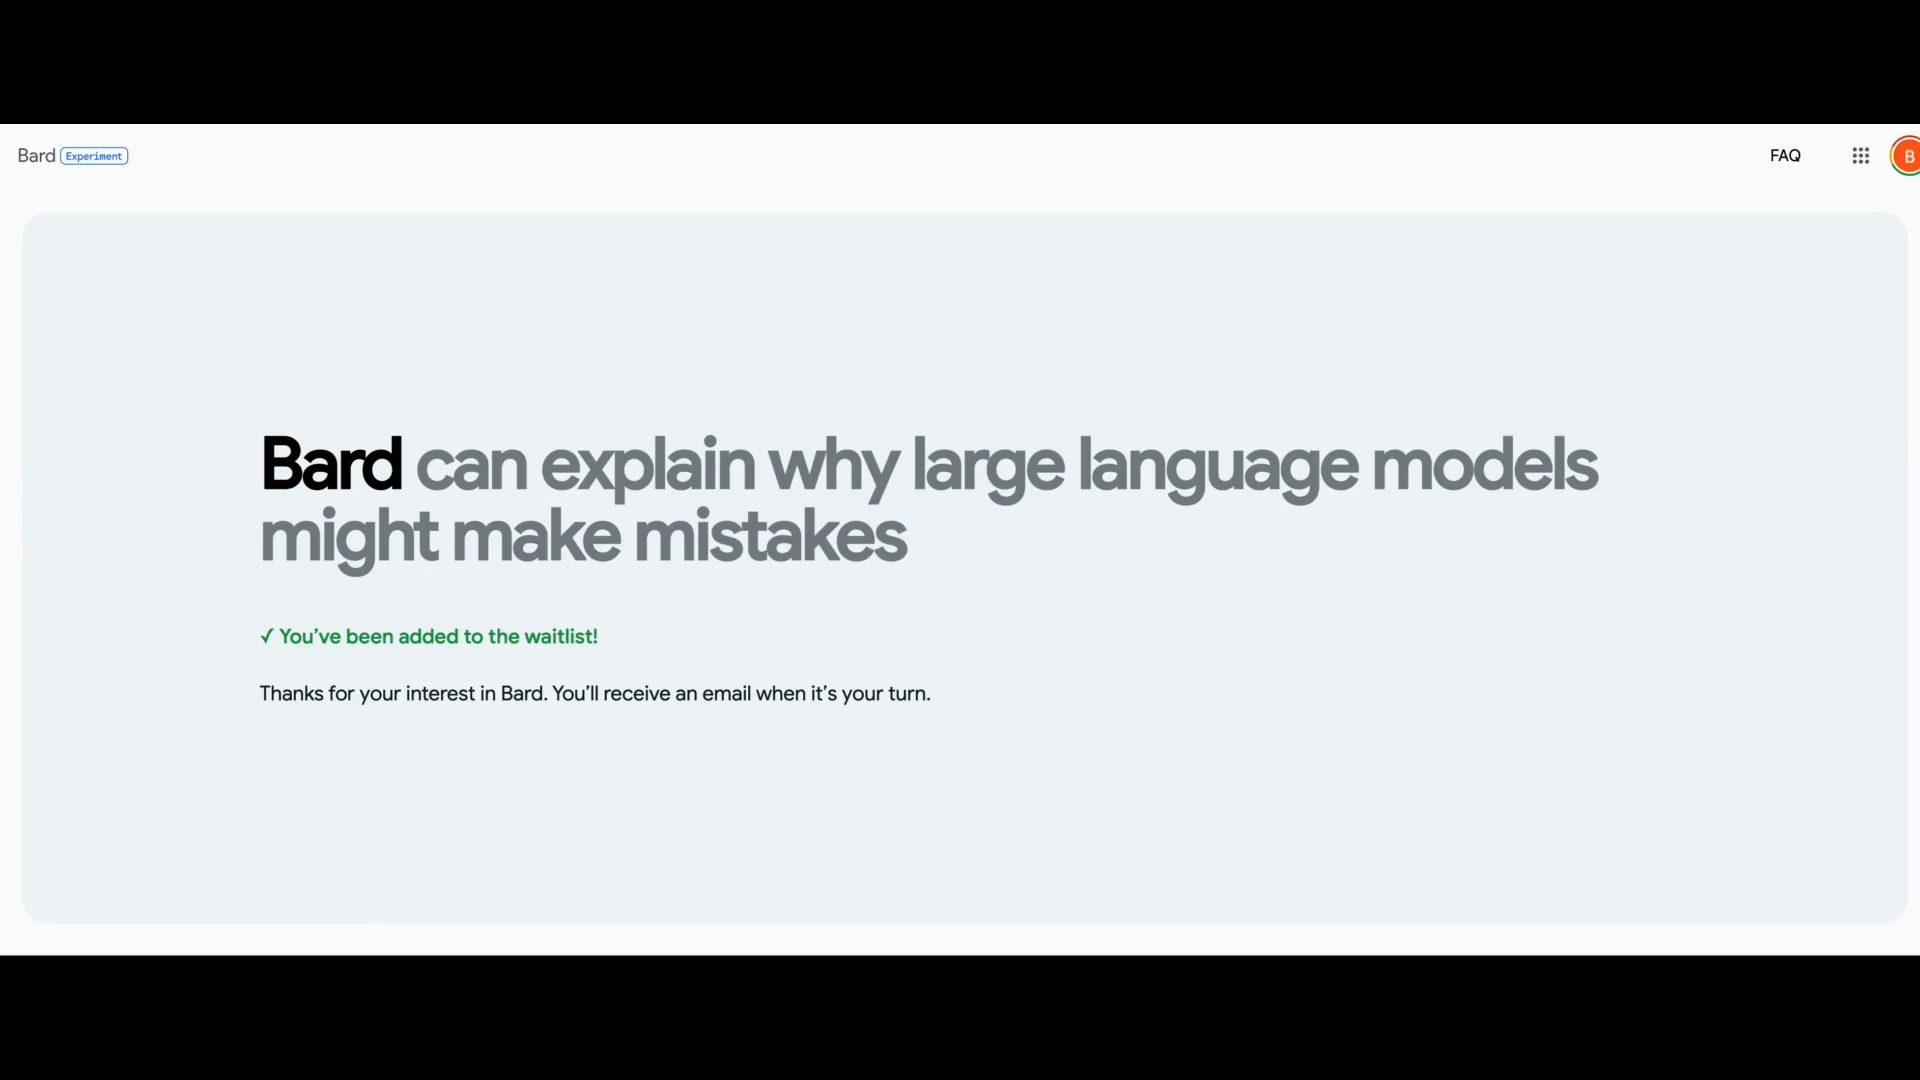 Bard Experiment
FAQ
B
Bard can explain why large language models
might make mistakes
✓ You’ve been added to the waitlist!
Thanks for your interest in Bard. You’ll receive an email when it’s your turn.